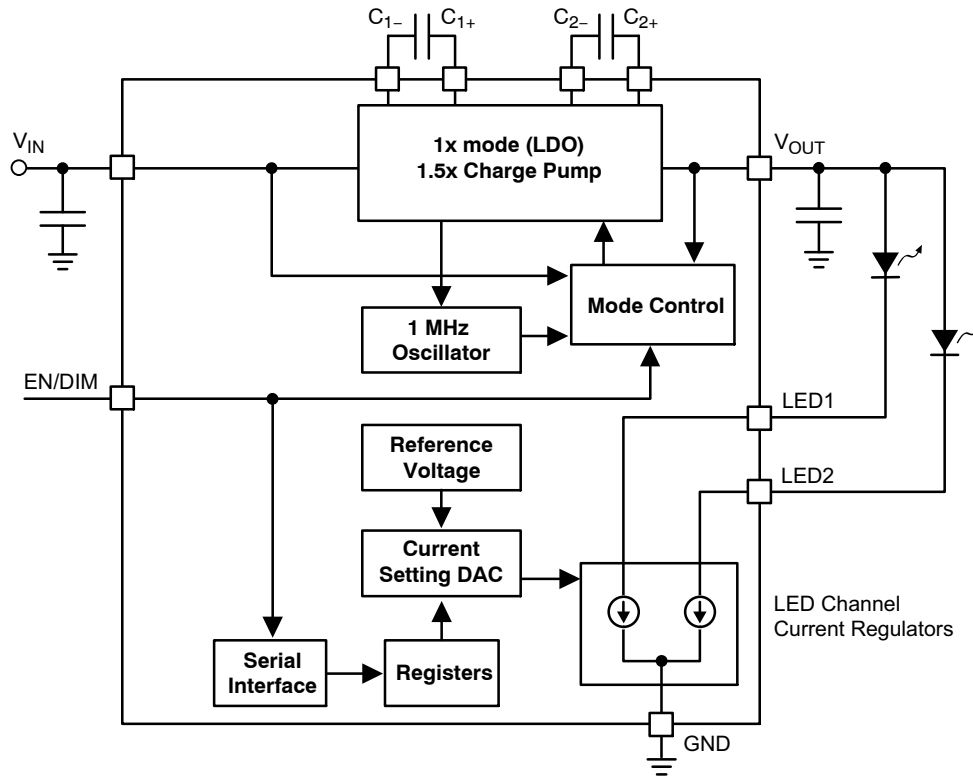 C1– C1+ C2– C2+
VIN
1x mode (LDO)
1.5x Charge Pump
VOUT
Mode Control
1 MHz
Oscillator
EN/DIM
LED1
Reference
Voltage
LED2
Current
Setting DAC
LED Channel
Current Regulators
Serial
Interface
Registers
GND